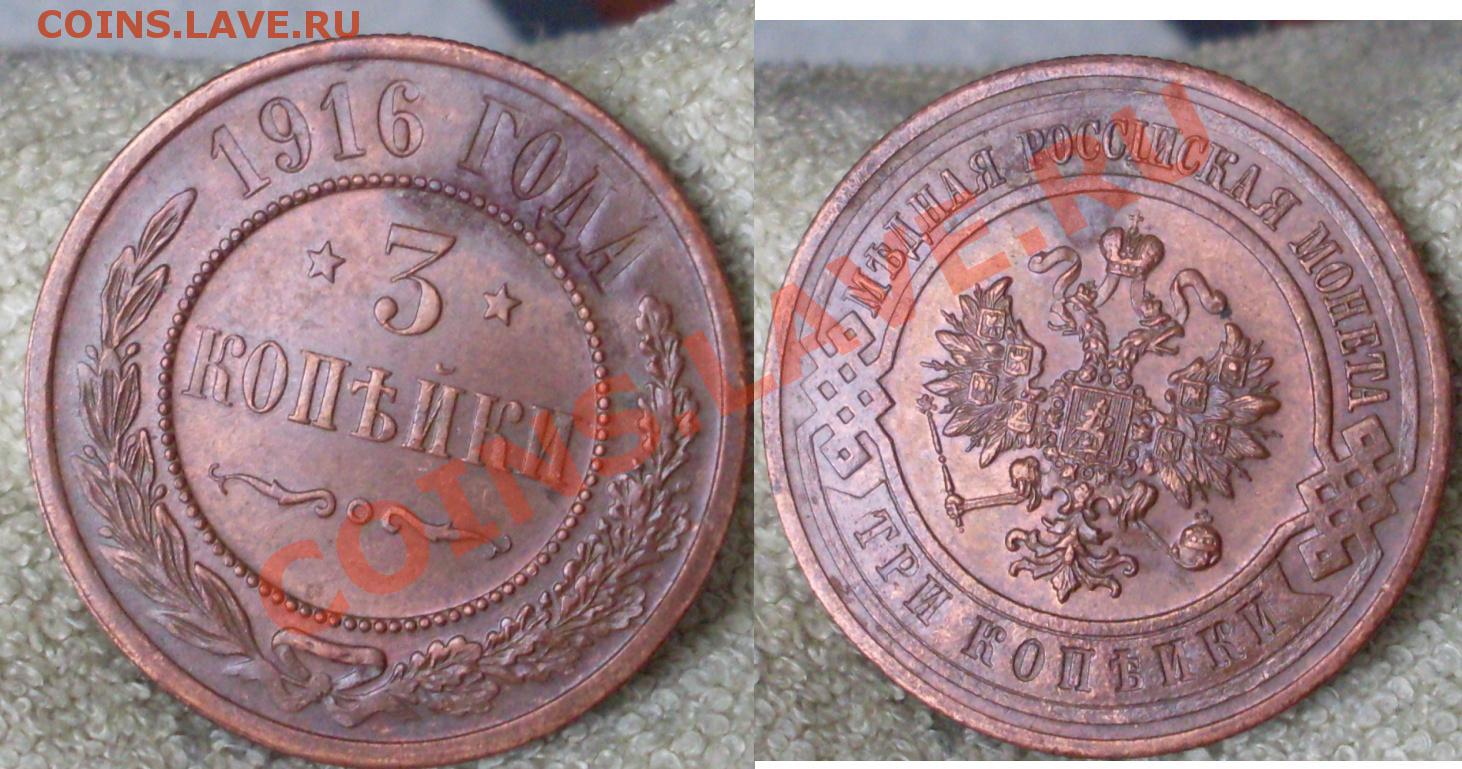 COINS.LAVE.RU
1916 ГОДА
3
КОПѢЙКИ
COINS.LAVE.RU
МѢДНАЯ РОССІЙСКАЯ МОНЕТА
ТРИ КОПѢЙКИ